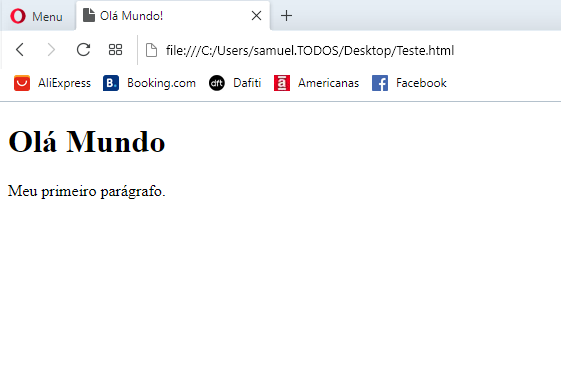 Menu Olá Mundo!
file:///C:/Users/samuel.TODOS/Desktop/Teste.html
AliExpress B. Booking.com dft Dafiti a Americanas f Facebook
Olá Mundo
Meu primeiro parágrafo.